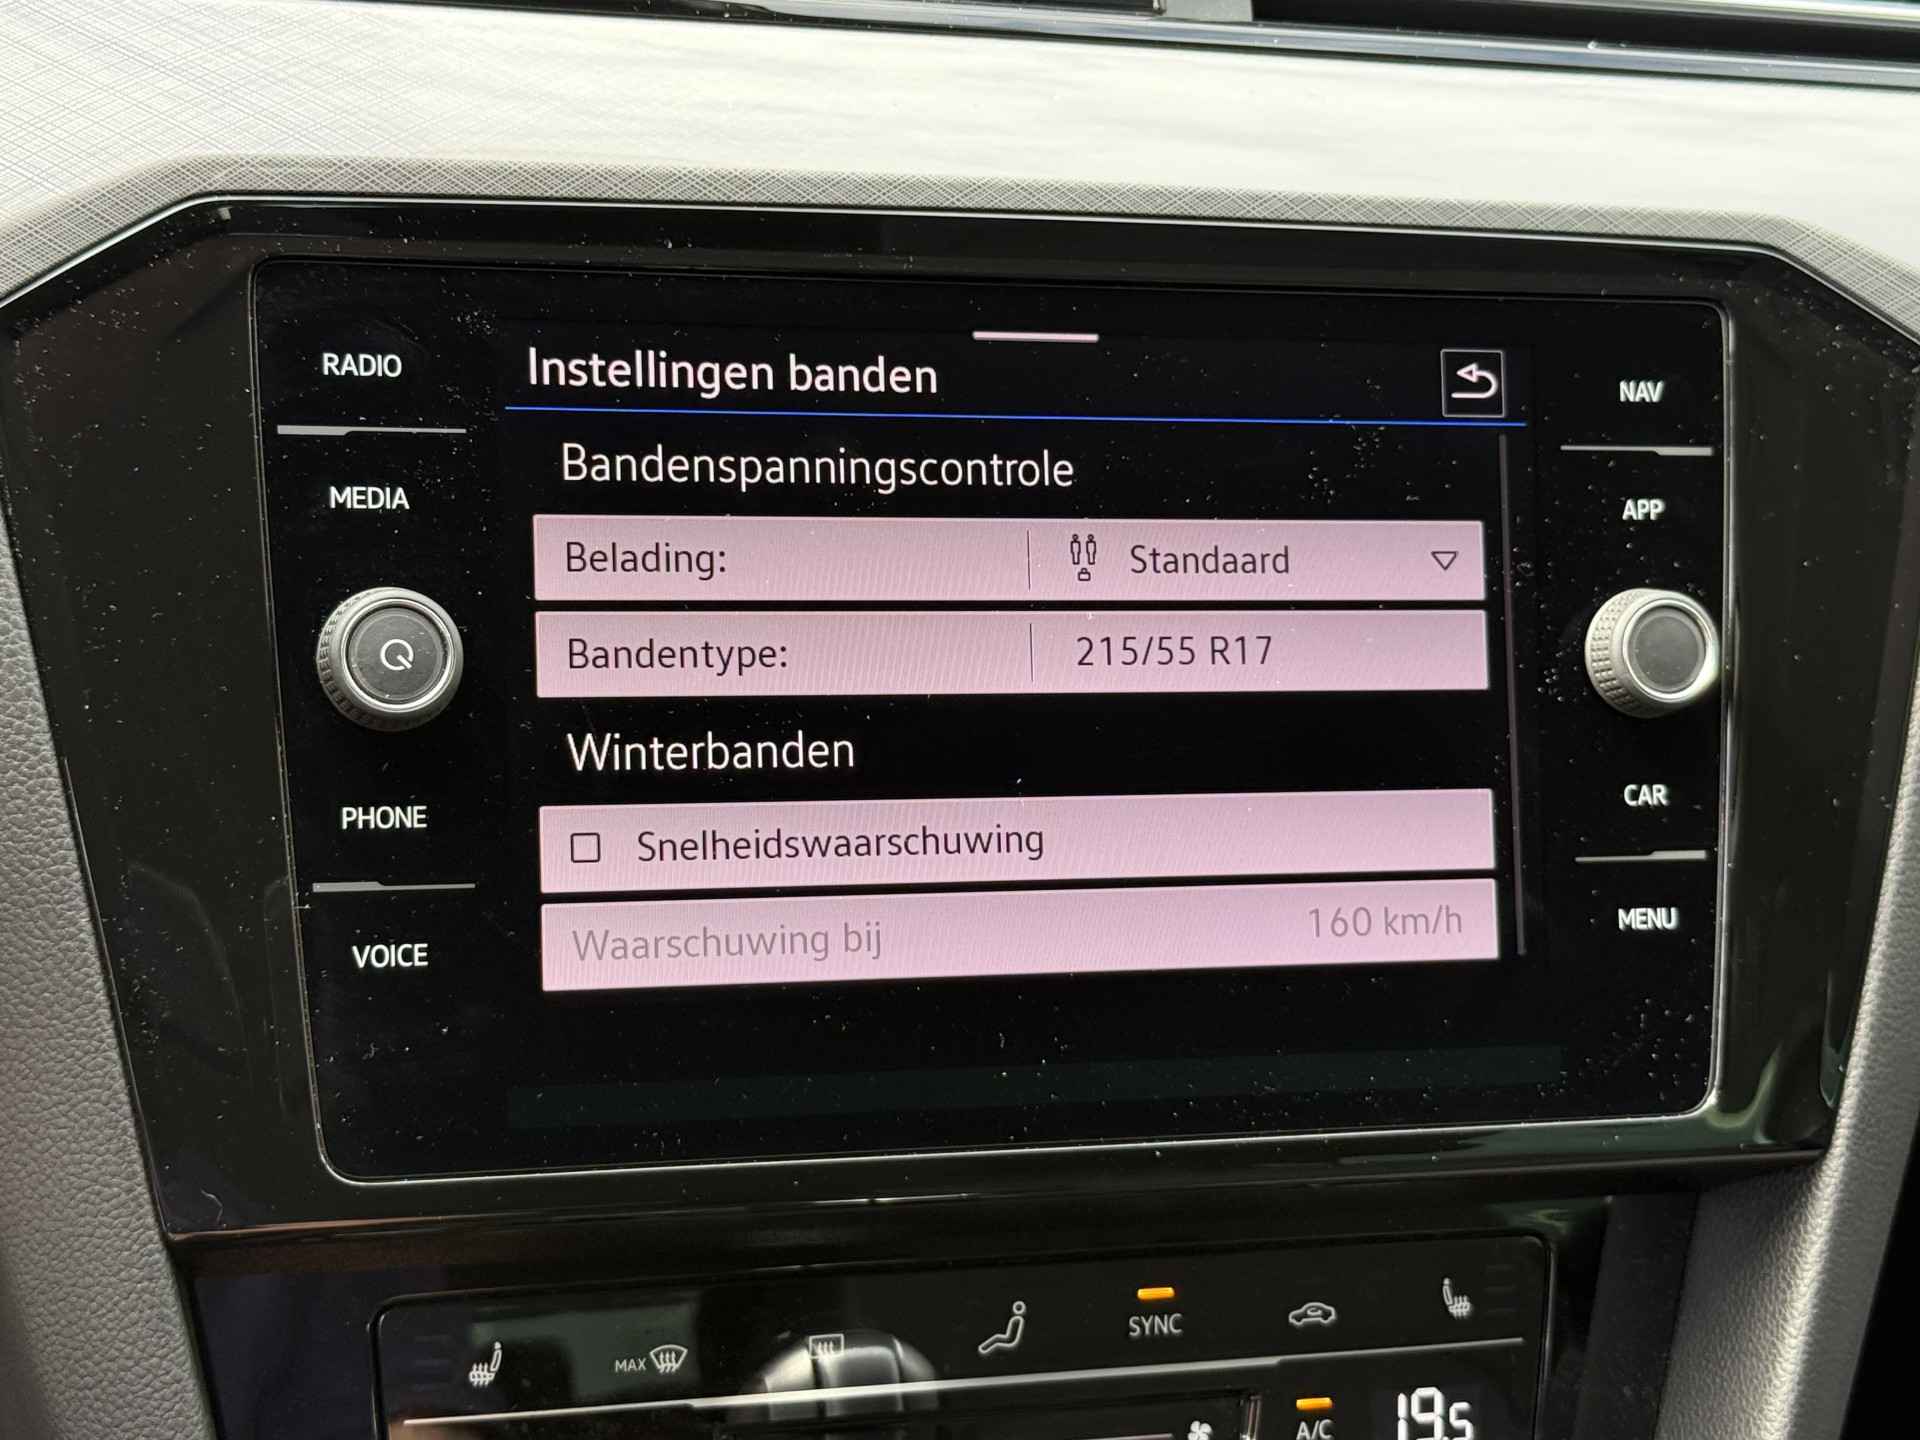 RADIO
MEDIA
PHONE
VOICE
Instellingen banden
Bandenspanningscontrole
Belading: Standaard
Bandentype: 215/55 R17
Winterbanden
Snelheidswaarschuwing
Waarschuwing bij 160 km/h
NAV
APP
CAR
MENU
MAX
SYNC
A/C
19.5